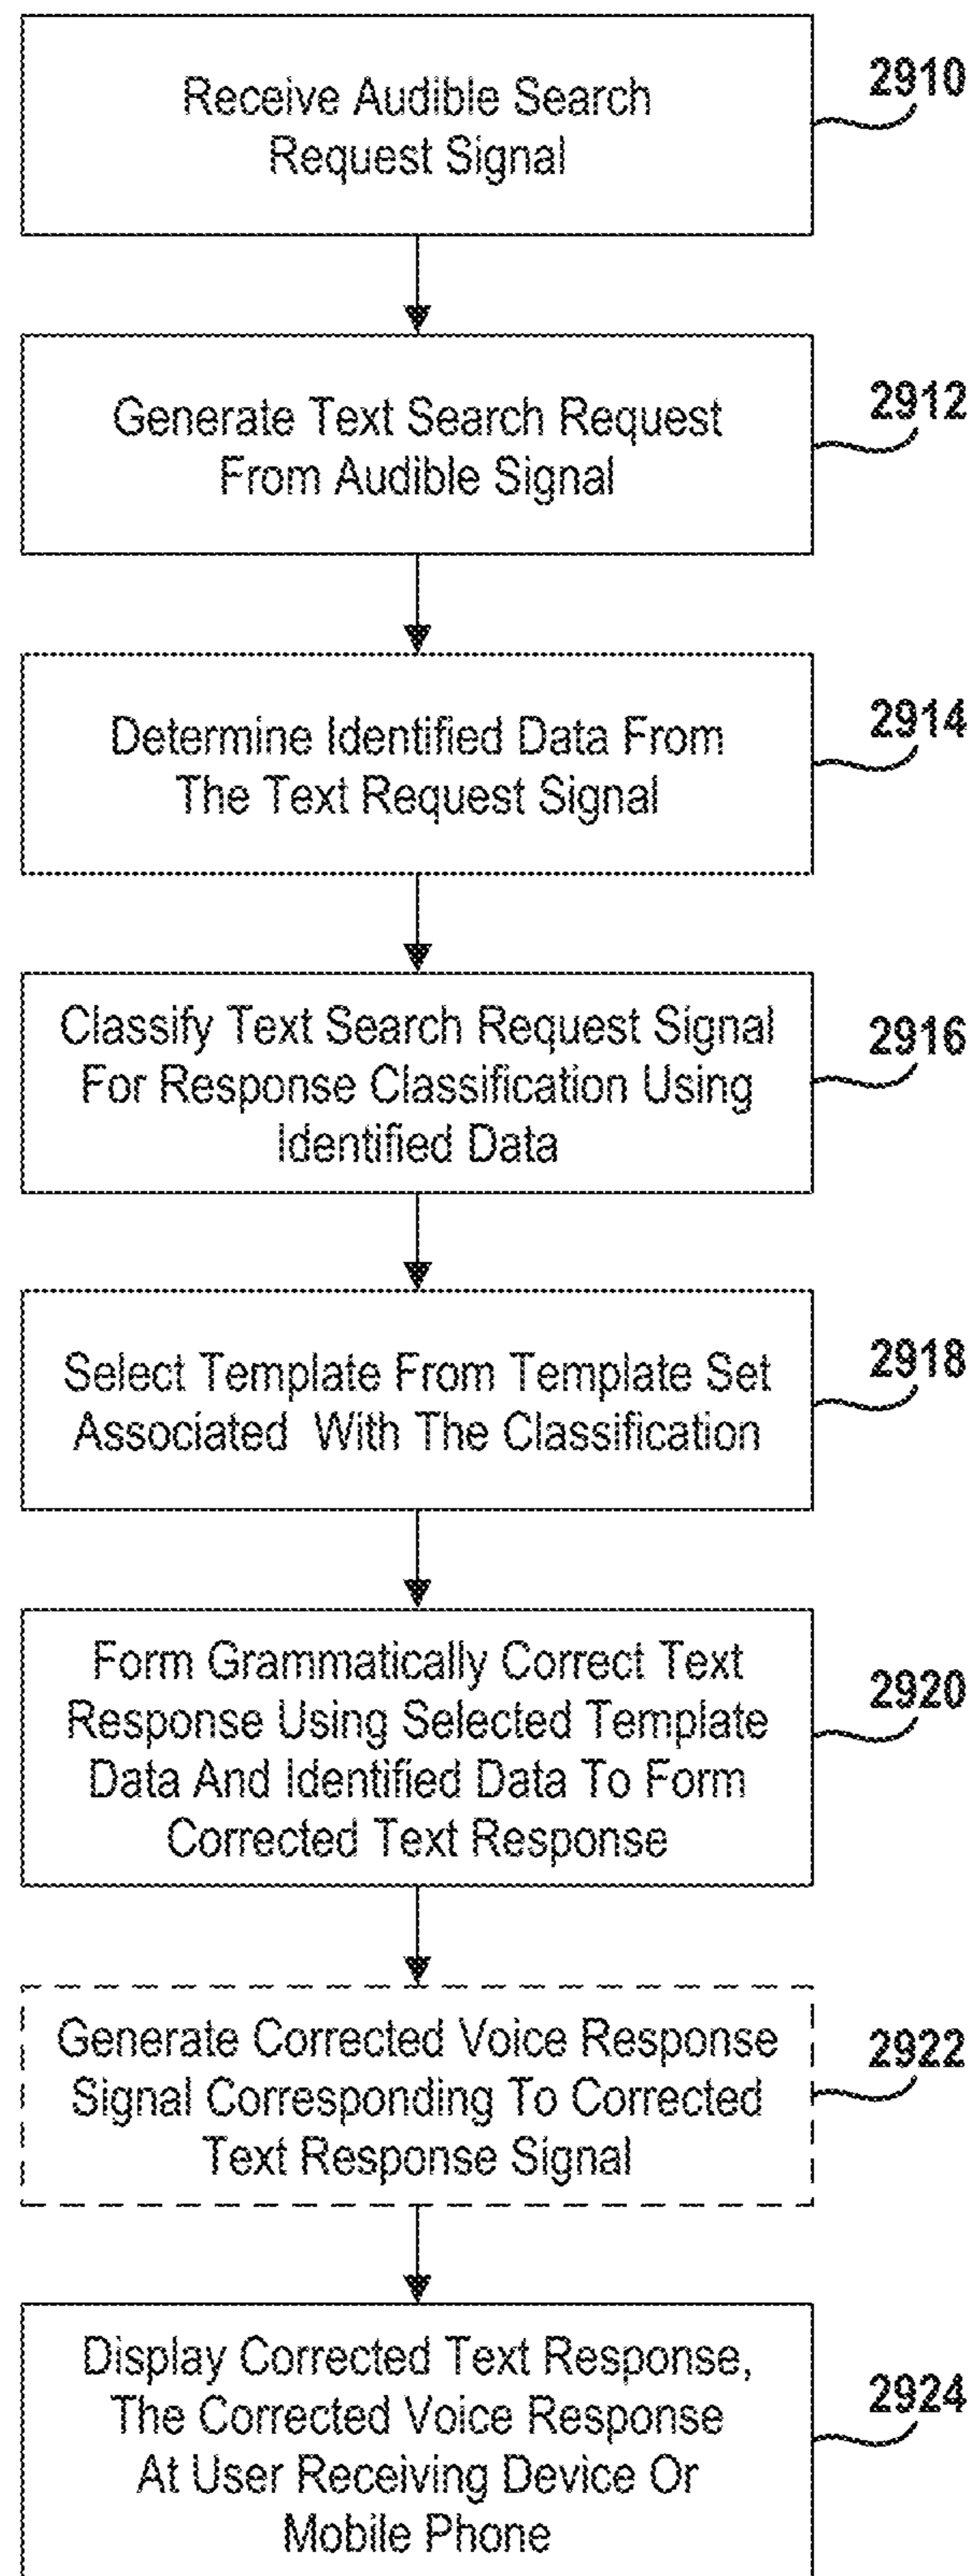 Receive Audible Search
Request Signal
2910
Generate Text Search Request
From Audible Signal
2912
Determine Identified Data From
The Text Request Signal
2914
Classify Text Search Request Signal
For Response Classification Using
Identified Data
2916
Select Template From Template Set
Associated With The Classification
2918
Form Grammatically Correct Text
Response Using Selected Template
Data And Identified Data To Form
Corrected Text Response
2920
Generate Corrected Voice Response
Signal Corresponding To Corrected
Text Response Signal
2922
Display Corrected Text Response,
The Corrected Voice Response
At User Receiving Device Or
Mobile Phone
2924